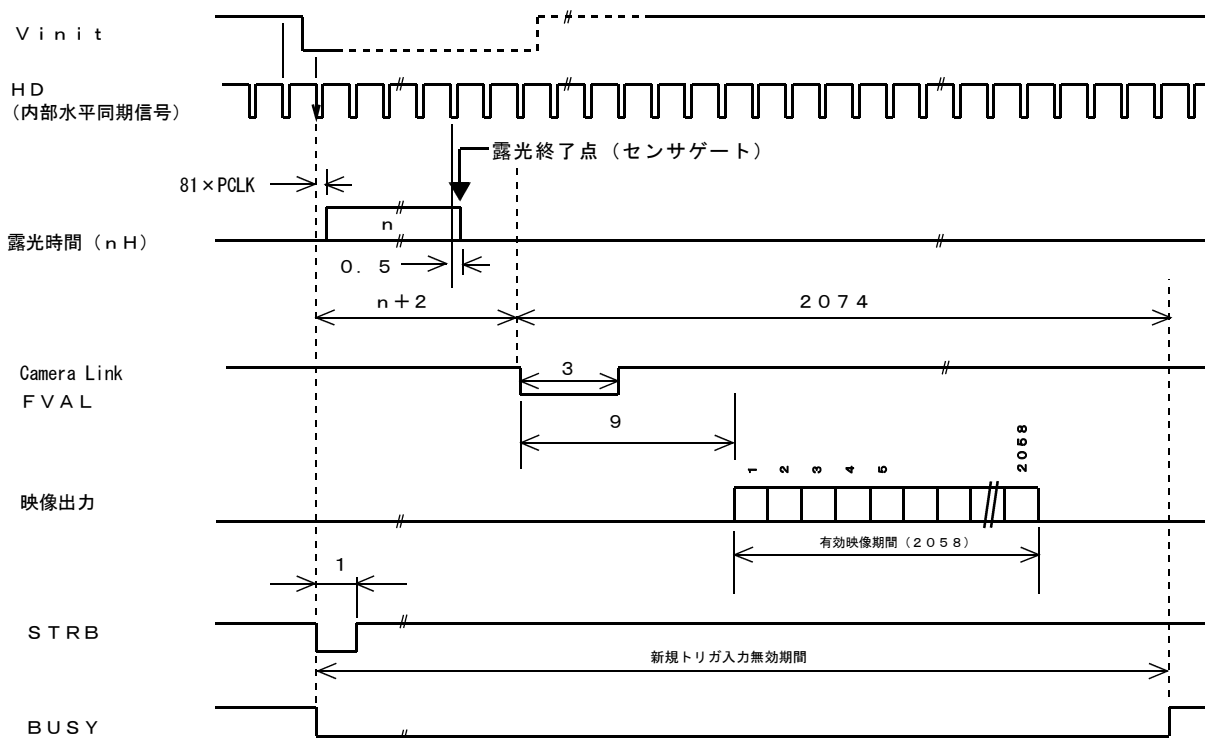 Ｖｉｎｉｔ
ＨＤ
（内部水平同期信号）
露光終了点（センサゲート）
81×PCLK
ｎ
露光時間（ｎＨ）
０．５
ｎ＋２
２０７４
Camera Link
ＦＶＡＬ
３
９
１
２
３
４
５
２０５８
映像出力
有効映像期間（２０５８）
１
ＳＴＲＢ
新規トリガ入力無効期間
ＢＵＳＹ